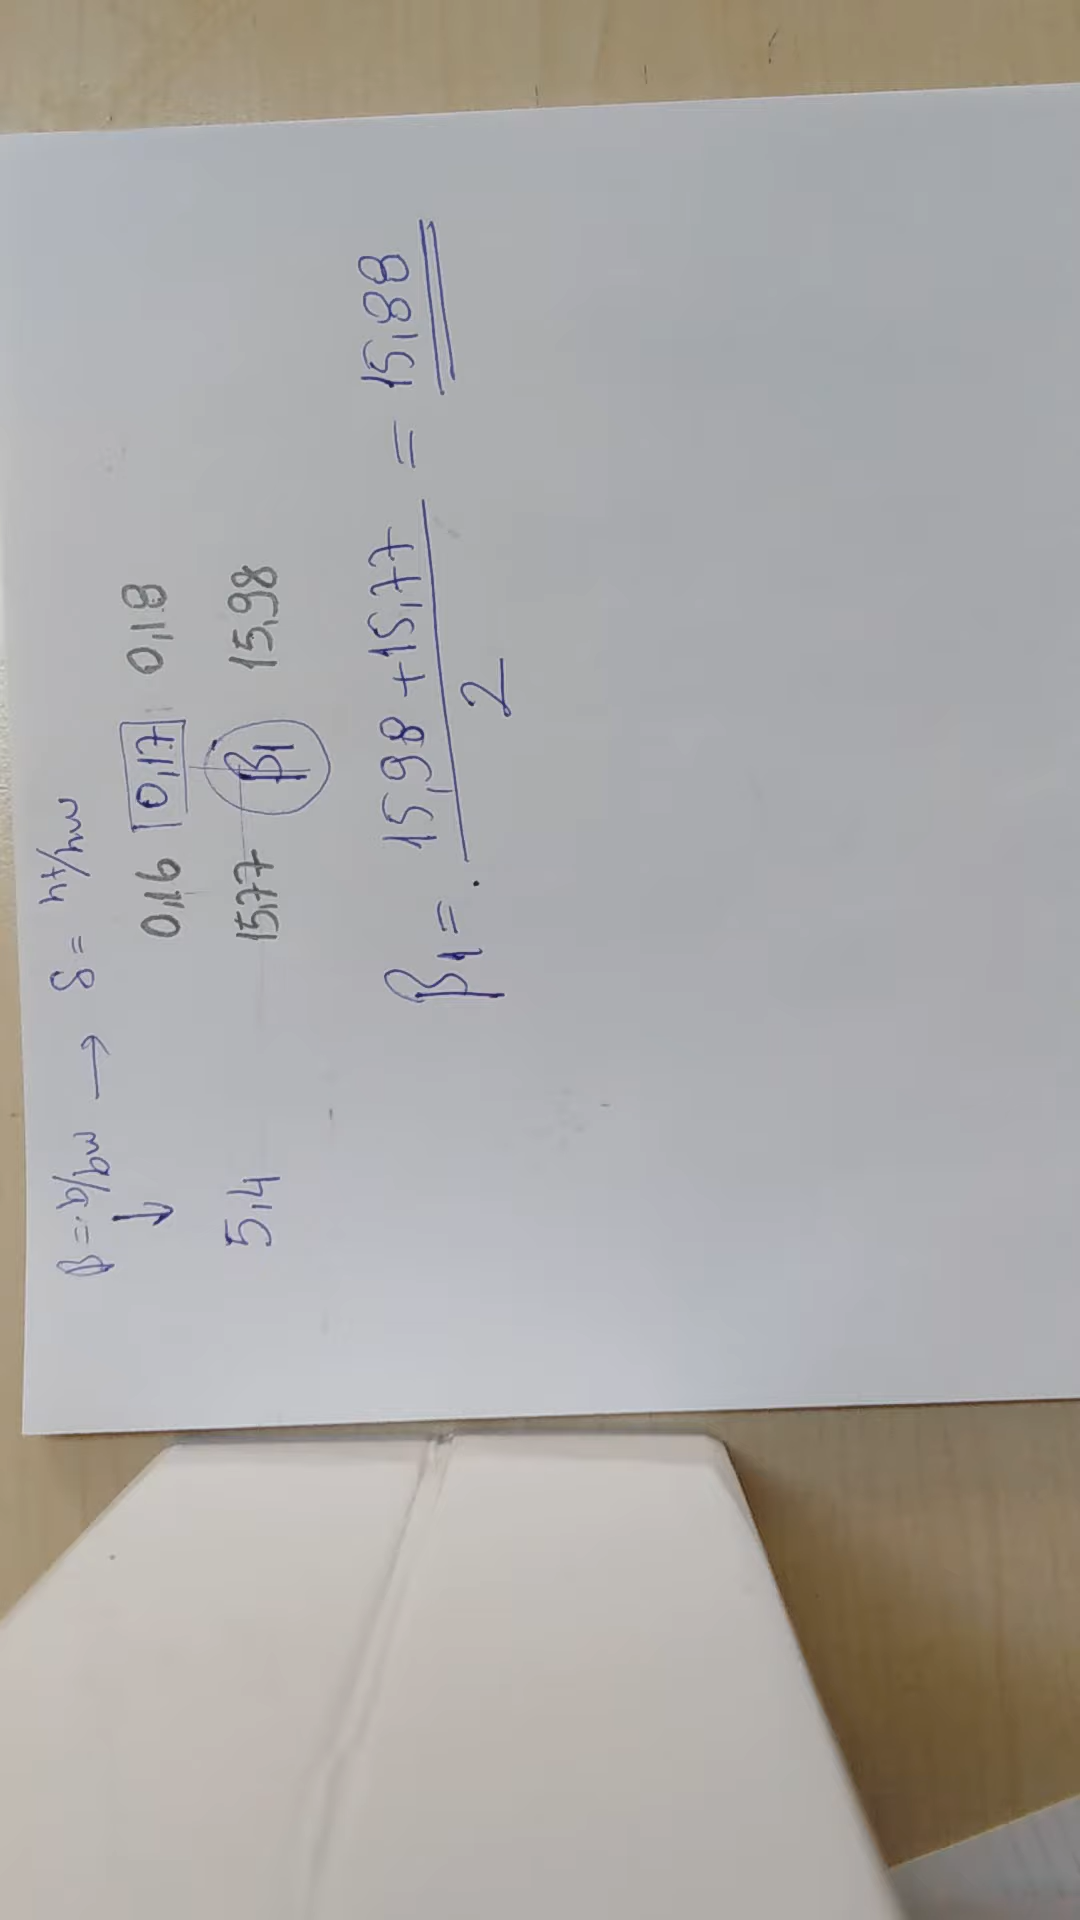 β = b/bw → δ = ht/hw
↓ 0,16 0,17 0,18
5,4 15,77 β1 15,98
β1 = 15,98 + 15,77 / 2 = 15,88